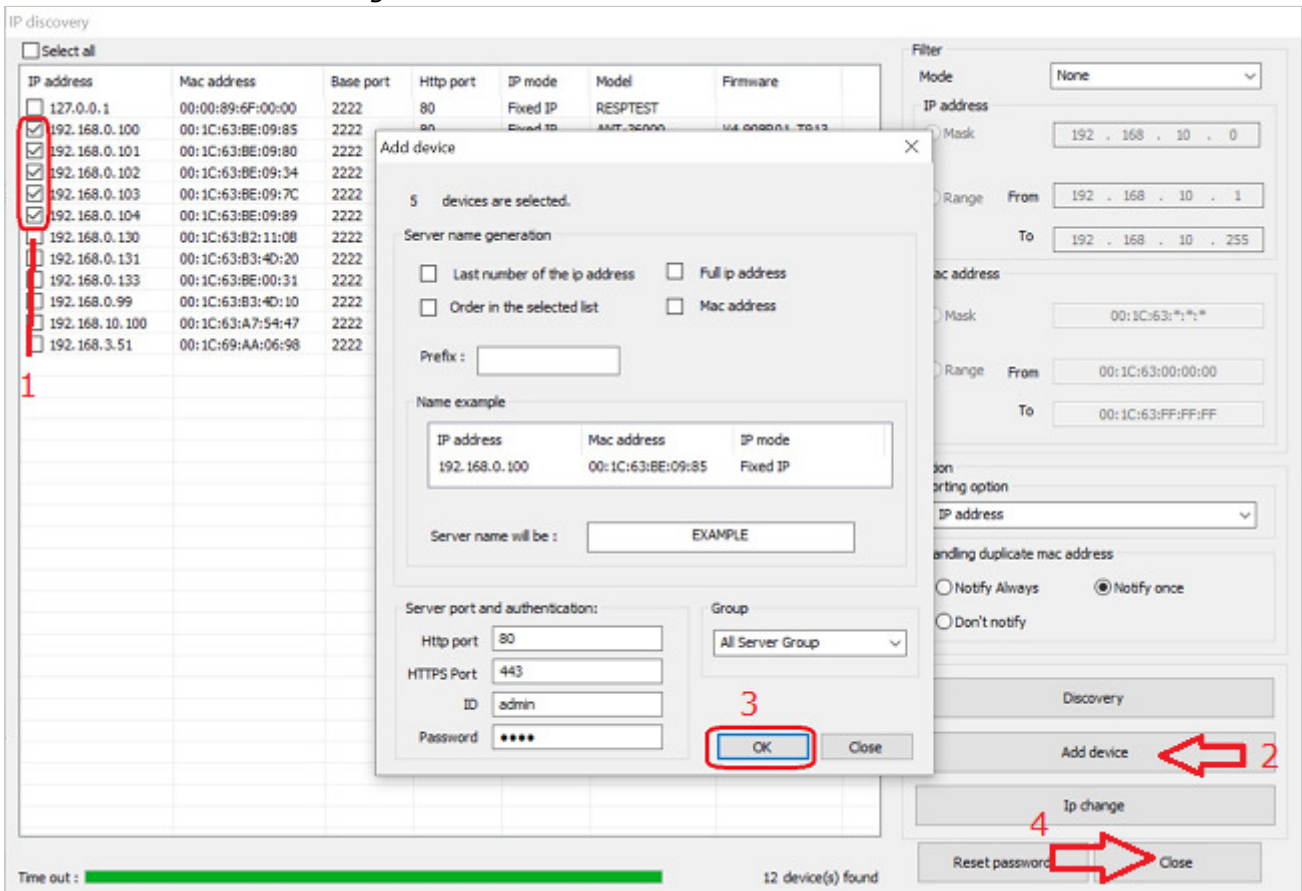 IP discovery
Select all
IP address Mac address Base port Http port IP mode Model Firmware
127.0.0.1 00:00:89:6F:00:00 2222 80 Fixed IP RESPTEST
192.168.0.100 00:1C:63:BE:09:85 2222 80 Fixed IP
192.168.0.101 00:1C:63:BE:09:80 2222
192.168.0.102 00:1C:63:BE:09:34 2222
192.168.0.103 00:1C:63:BE:09:7C 2222
192.168.0.104 00:1C:63:BE:09:89 2222
192.168.0.130 00:1C:63:B2:11:0B 2222
192.168.0.131 00:1C:63:B3:4D:20 2222
192.168.0.133 00:1C:63:BE:00:31 2222
192.168.0.99 00:1C:63:B3:4D:10 2222
192.168.10.100 00:1C:63:A7:54:47 2222
192.168.3.51 00:1C:69:AA:06:98 2222
1
Time out :
12 device(s) found
Add device
5 devices are selected.
Server name generation
Last number of the ip address Full ip address
Order in the selected list Mac address
Prefix :
Name example
IP address Mac address IP mode
192.168.0.100 00:1C:63:BE:09:85 Fixed IP
Server name will be : EXAMPLE
Server port and authentication:
Http port 80
HTTPS Port 443
ID admin
Password ●●●●
Group
All Server Group
3
OK Close
Filter
Mode None
IP address
Mask 192 . 168 . 10 . 0
Range From 192 . 168 . 10 . 1
To 192 . 168 . 10 . 255
ac address
Mask 00:1C:63:*:*:*
Range From 00:1C:63:00:00:00
To 00:1C:63:FF:FF:FF
orting option
IP address
andling duplicate mac address
Notify Always Notify once
Don't notify
Discovery
Add device
2
Ip change
4
Reset password Close